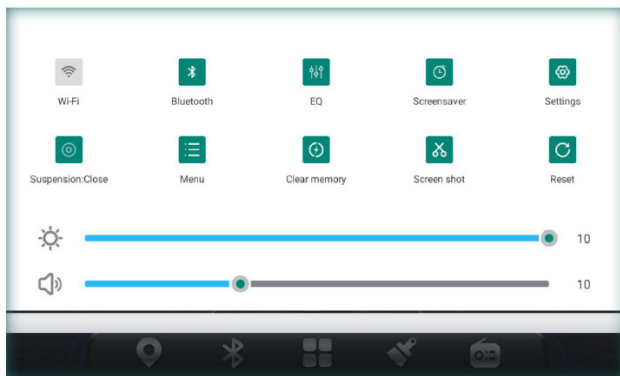 Wi-Fi
Bluetooth
EQ
Screensaver
Settings
Suspension:Close
Menu
Clear memory
Screen shot
Reset
10
10